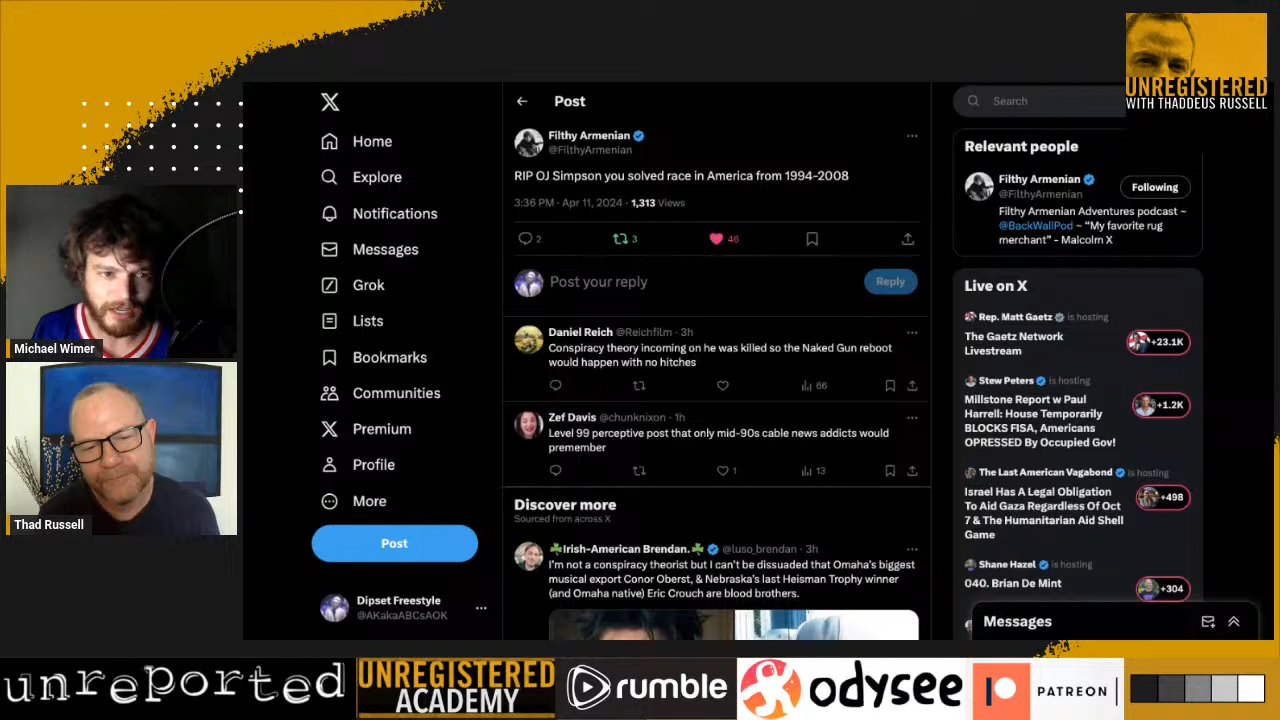 UNREGISTERED
WITH THADDEUS RUSSELL
Michael Wimer
Thad Russell
Home
Explore
Notifications
Messages
Grok
Lists
Bookmarks
Communities
Premium
Profile
More
Post
Dipset Freestyle
@AKakaABCsAOK
Post
Filthy Armenian
@FilthyArmenian
RIP OJ Simpson you solved race in America from 1994-2008
3:36 PM · Apr 11, 2024 · 1,313 Views
2
3
46
Post your reply
Reply
Daniel Reich @Reichfilm · 3h
Conspiracy theory incoming on he was killed so the Naked Gun reboot
would happen with no hitches
66
Zef Davis @chunknixon · 1h
Level 99 perceptive post that only mid-90s cable news addicts would
premember
1
13
Discover more
Sourced from across X
☘️Irish-American Brendan.☘️ @luso_brendan · 3h
I'm not a conspiracy theorist but I can't be dissuaded that Omaha's biggest
musical export Conor Oberst, & Nebraska's last Heisman Trophy winner
(and Omaha native) Eric Crouch are blood brothers.
Search
Relevant people
Filthy Armenian
@FilthyArmenian
Following
Filthy Armenian Adventures podcast ~
@BackWallPod ~ “My favorite rug
merchant” - Malcolm X
Live on X
Rep. Matt Gaetz is hosting
The Gaetz Network
Livestream
+23.1K
Stew Peters is hosting
Millstone Report w Paul
Harrell: House Temporarily
BLOCKS FISA, Americans
OPRESSED By Occupied Gov!
+1.2K
The Last American Vagabond is hosting
Israel Has A Legal Obligation
To Aid Gaza Regardless Of Oct
7 & The Humanitarian Aid Shell
Game
+498
Shane Hazel is hosting
040. Brian De Mint
+304
Messages
unreported
UNREGISTERED
ACADEMY
rumble
odysee
PATREON